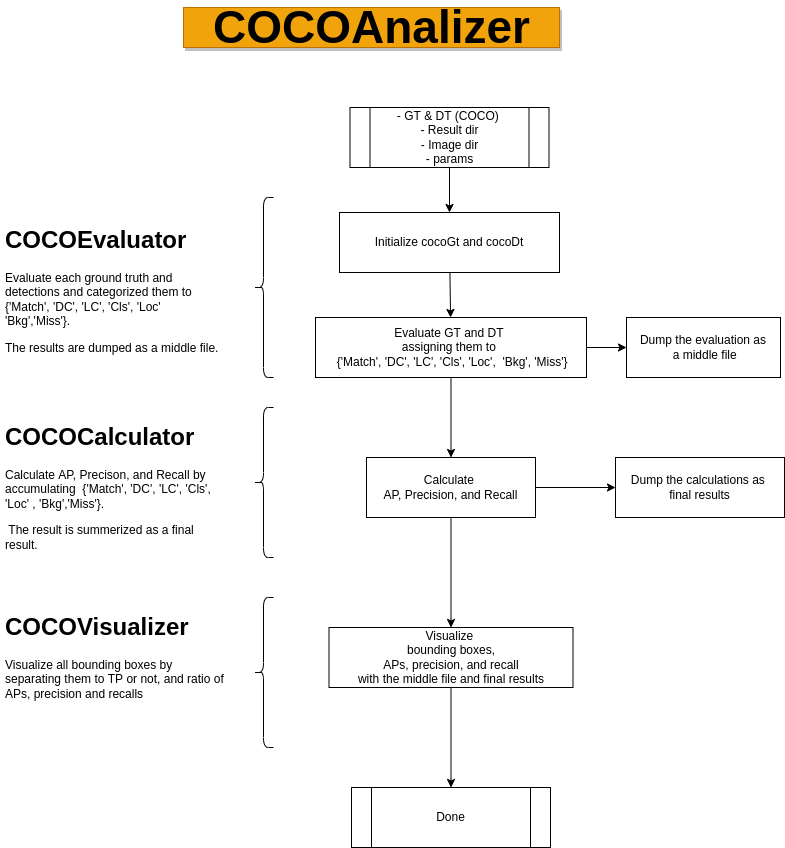 COCOAnalizer
- GT & DT (COCO)
- Result dir
- Image dir
- params
COCOEvaluator
Evaluate each ground truth and
detections and categorized them to
{'Match', 'DC', 'LC', 'Cls', 'Loc'
'Bkg','Miss'}.
The results are dumped as a middle file.
Initialize cocoGt and cocoDt
Evaluate GT and DT
assigning them to
{'Match', 'DC', 'LC', 'Cls', 'Loc',  'Bkg', 'Miss'}
Dump the evaluation as
a middle file
COCOCalculator
Calculate AP, Precison, and Recall by
accumulating  {'Match', 'DC', 'LC', 'Cls',
'Loc' , 'Bkg','Miss'}.
The result is summerized as a final
result.
Calculate
AP, Precision, and Recall
Dump the calculations as
final results
COCOVisualizer
Visualize all bounding boxes by
separating them to TP or not, and ratio of
APs, precision and recalls
Visualize
bounding boxes,
APs, precision, and recall
with the middle file and final results
Done